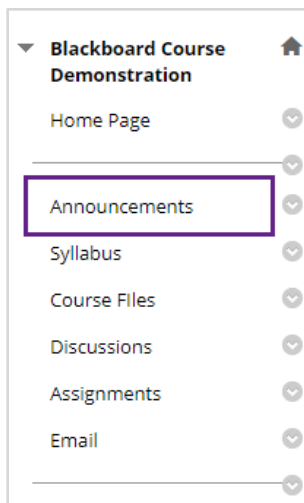 Blackboard Course
Demonstration
Home Page
Announcements
Syllabus
Course FIles
Discussions
Assignments
Email